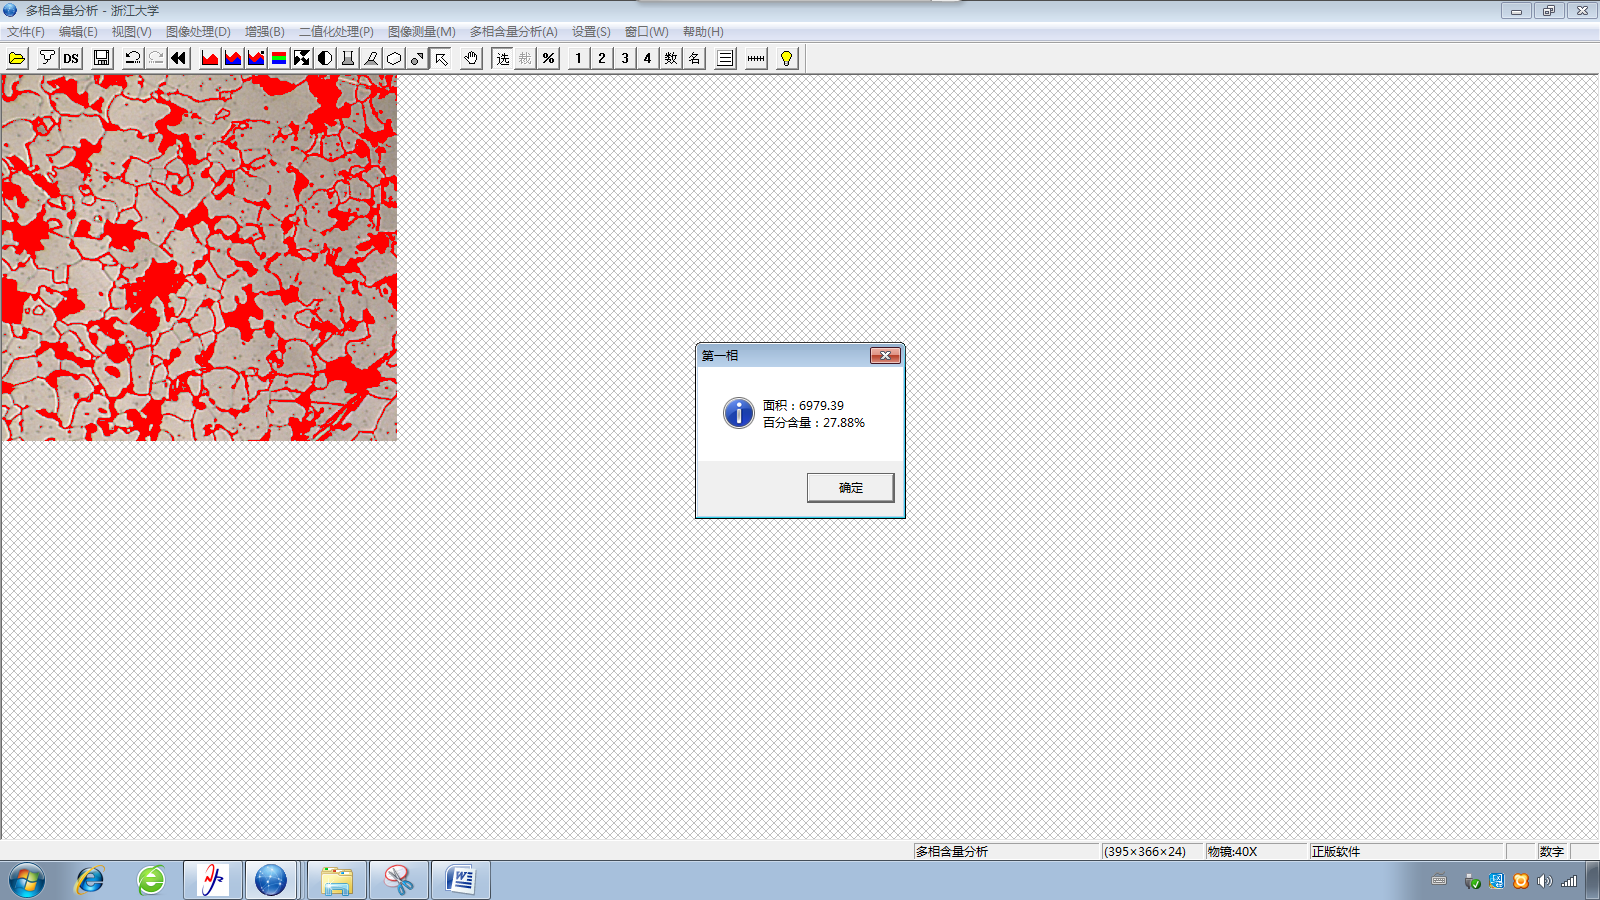 多相含量分析 - 浙江大学
文件(F) 编辑(E) 视图(V) 图像处理(D) 增强(B) 二值化处理(P) 图像测量(M) 多相含量分析(A) 设置(S) 窗口(W) 帮助(H)
DS 选 裁 % 1 2 3 4 数 名
第一相
面积：6979.39
百分含量：27.88%
确定
多相含量分析 (395×366×24) 物镜:40X 正版软件 数字